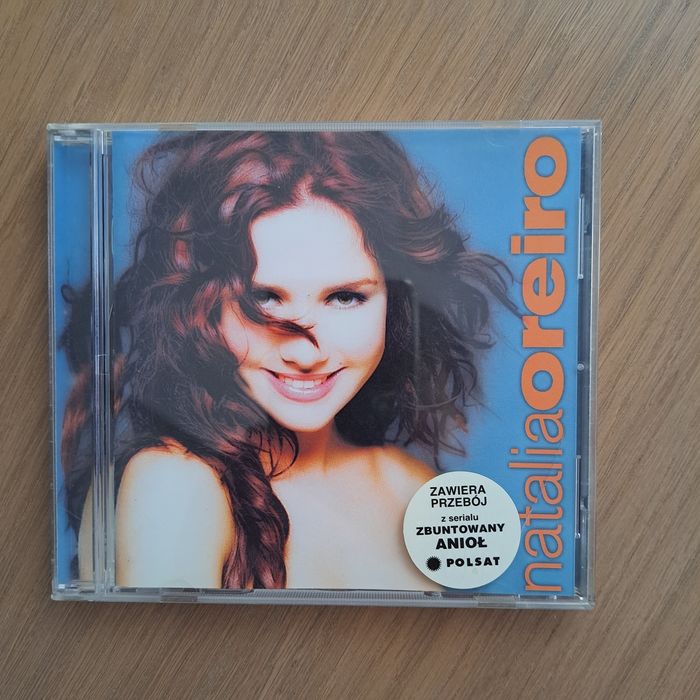 nataliaoreiro
ZAWIERA
PRZEBÓJ
z serialu
ZBUNTOWANY
ANIOŁ
POLSAT